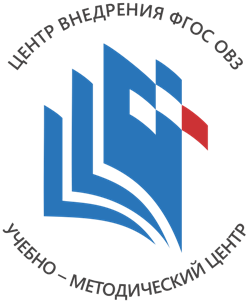 ЦЕНТР ВНЕДРЕНИЯ ФГОС ОВЗ
УЧЕБНО – МЕТОДИЧЕСКИЙ ЦЕНТР